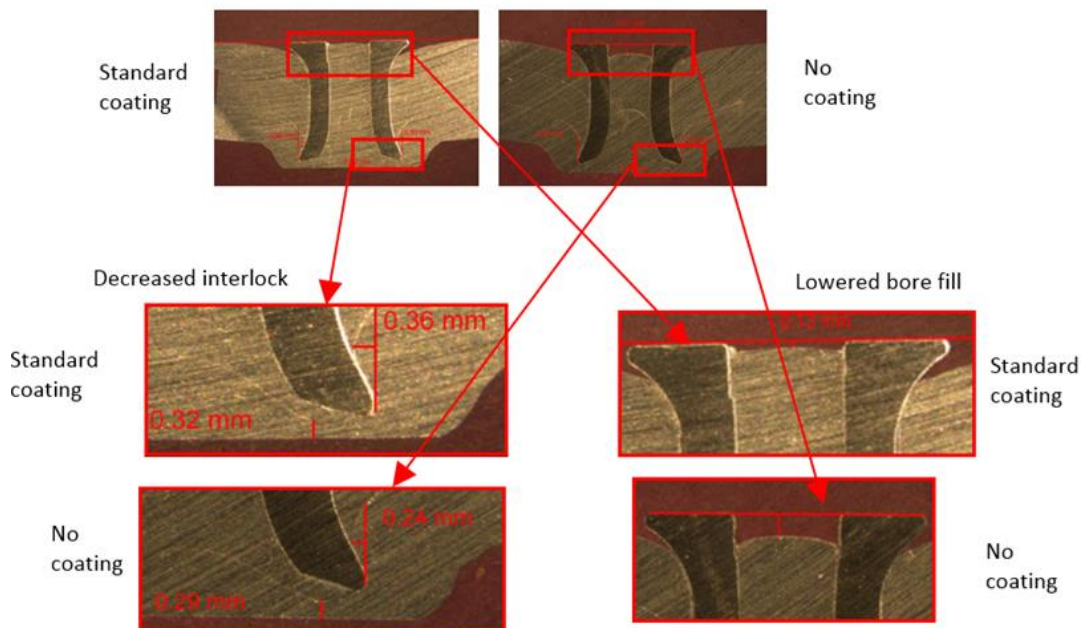 Standard
coating
No
coating
Decreased interlock
Lowered bore fill
Standard
coating
0.36 mm
0.32 mm
Standard
coating
No
coating
0.24 mm
0.29 mm
No
coating